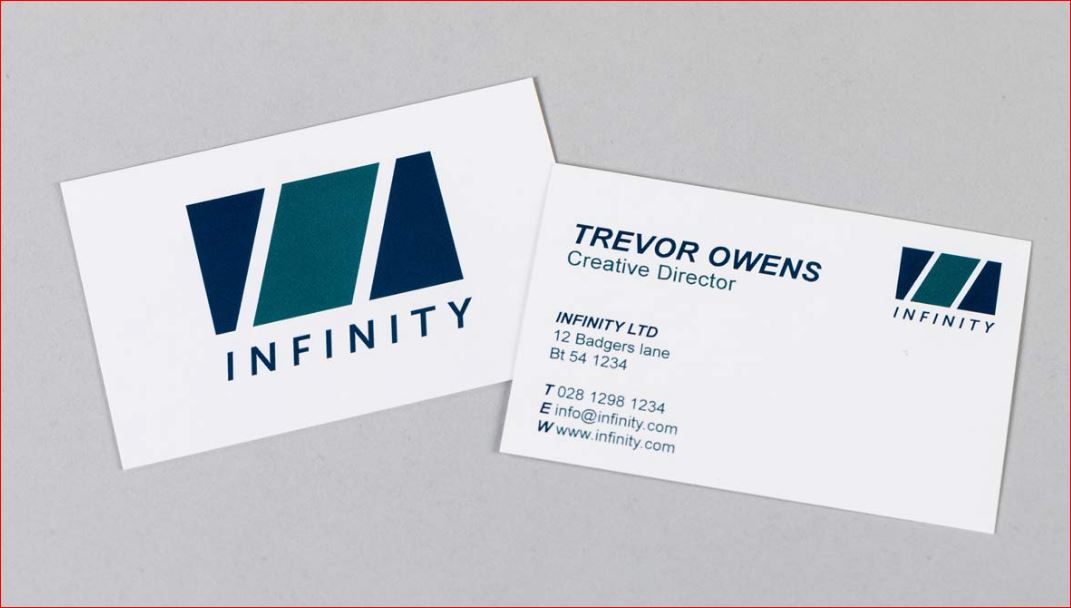 INFINITY
TREVOR OWENS
Creative Director
INFINITY
INFINITY LTD
12 Badgers lane
Bt 54 1234
T 028 1298 1234
E info@infinity.com
W www.infinity.com